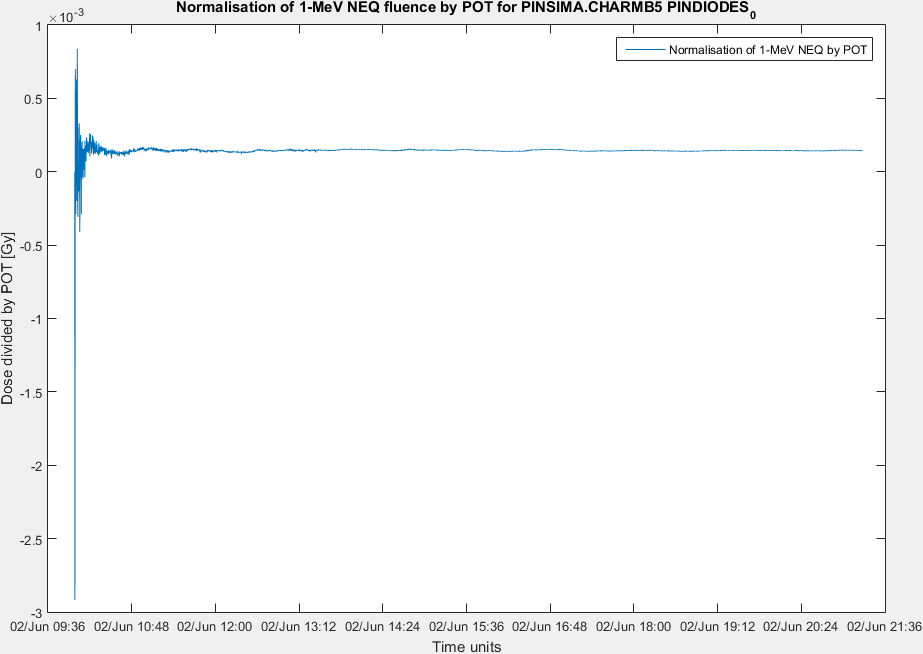 Normalisation of 1-MeV NEQ fluence by POT for PINSIMA.CHARMB5 PINDIODES0
×10-3
Normalisation of 1-MeV NEQ by POT
1
0.5
0
-0.5
-1
-1.5
-2
-2.5
-3
Dose divided by POT [Gy]
02/Jun 09:36 02/Jun 10:48 02/Jun 12:00 02/Jun 13:12 02/Jun 14:24 02/Jun 15:36 02/Jun 16:48 02/Jun 18:00 02/Jun 19:12 02/Jun 20:24 02/Jun 21:36
Time units